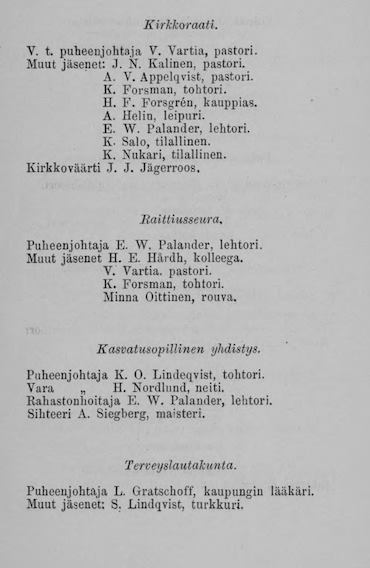 Kirkkoraati.
V. t. puheenjohtaja V. Vartia, pastori.
Muut jäsenet: J. N. Kalinen, pastori.
A. V. Appelqvist, pastori.
K. Forsman, tohtori.
H. F. Forsgrén, kauppias.
A. Helin, leipuri.
E. W. Palander, lehtori.
K. Salo, tilallinen.
K. Nukari, tilallinen.
Kirkkoväärti J. J. Jägerroos.
Raittiusseura.
Puheenjohtaja E. W. Palander, lehtori.
Muut jäsenet H. E. Hårdh, kolleega.
V. Vartia. pastori.
K. Forsman, tohtori.
Minna Oittinen, rouva.
Kasvatusopillinen yhdistys.
Puheenjohtaja K. O. Lindeqvist, tohtori.
Vara „ H. Nordlund, neiti.
Rahastonhoitaja E. W. Palander, lehtori.
Sihteeri A. Siegberg, maisteri.
Terveyslautakunta.
Puheenjohtaja L. Gratschoff, kaupungin lääkäri.
Muut jäsenet: S. Lindqvist, turkkuri.